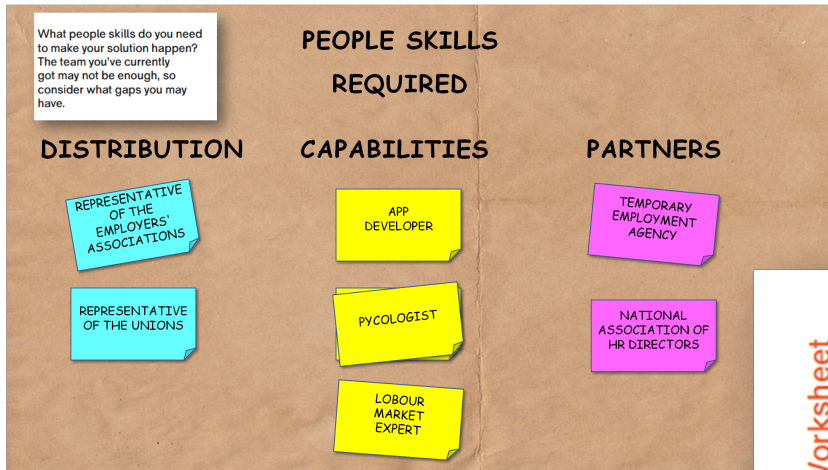 What people skills do you need
to make your solution happen?
The team you've currently
got may not be enough, so
consider what gaps you may
have.
PEOPLE SKILLS
REQUIRED
DISTRIBUTION
CAPABILITIES
PARTNERS
REPRESENTATIVE
OF THE
EMPLOYERS'
ASSOCIATIONS
REPRESENTATIVE
OF THE UNIONS
APP
DEVELOPER
PYCOLOGIST
LOBOUR
MARKET
EXPERT
TEMPORARY
EMPLOYMENT
AGENCY
NATIONAL
ASSOCIATION OF
HR DIRECTORS